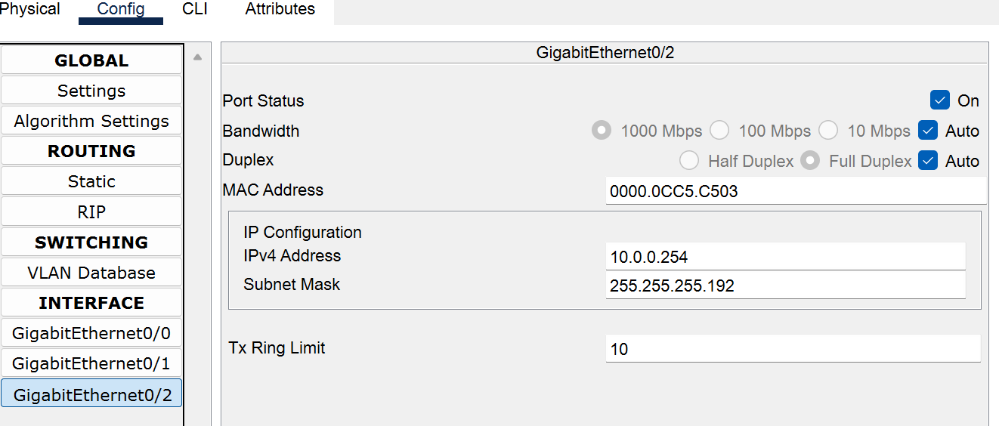 Physical Config CLI Attributes
GLOBAL
Settings
Algorithm Settings
ROUTING
Static
RIP
SWITCHING
VLAN Database
INTERFACE
GigabitEthernet0/0
GigabitEthernet0/1
GigabitEthernet0/2
GigabitEthernet0/2
Port Status On
Bandwidth 1000 Mbps 100 Mbps 10 Mbps Auto
Duplex Half Duplex Full Duplex Auto
MAC Address 0000.0CC5.C503
IP Configuration
IPv4 Address 10.0.0.254
Subnet Mask 255.255.255.192
Tx Ring Limit 10